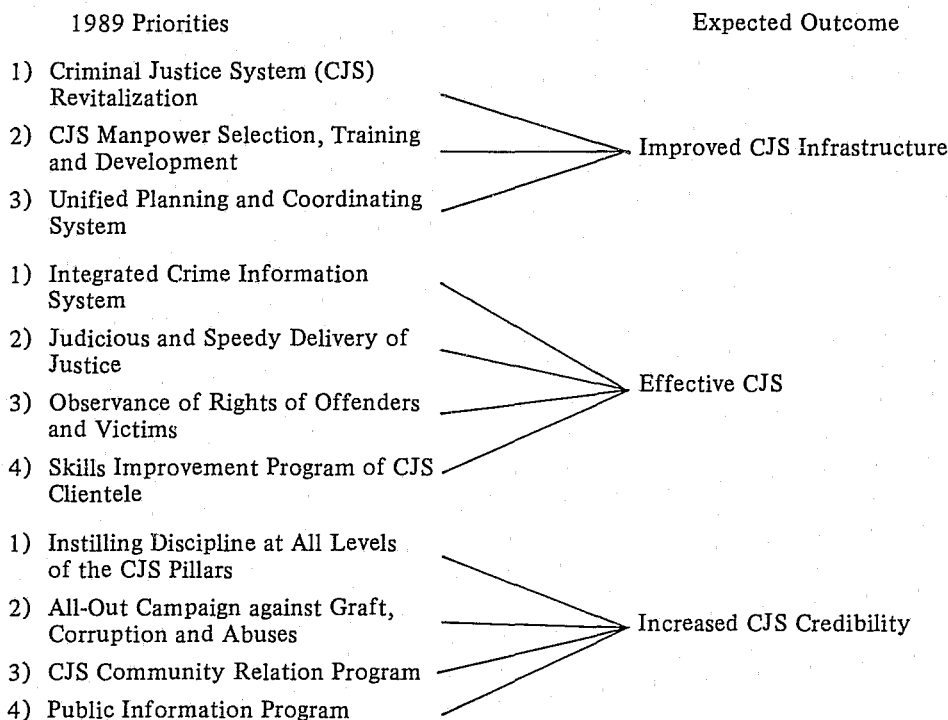 1989 Priorities
Expected Outcome
1) Criminal Justice System (CJS)
Revitalization
2) CJS Manpower Selection, Training
and Development
3) Unified Planning and Coordinating
System
Improved CJS Infrastructure
1) Integrated Crime Information
System
2) Judicious and Speedy Delivery of
Justice
3) Observance of Rights of Offenders
and Victims
4) Skills Improvement Program of CJS
Clientele
Effective CJS
1) Instilling Discipline at All Levels
of the CJS Pillars
2) All-Out Campaign against Graft,
Corruption and Abuses
3) CJS Community Relation Program
4) Public Information Program
Increased CJS Credibility